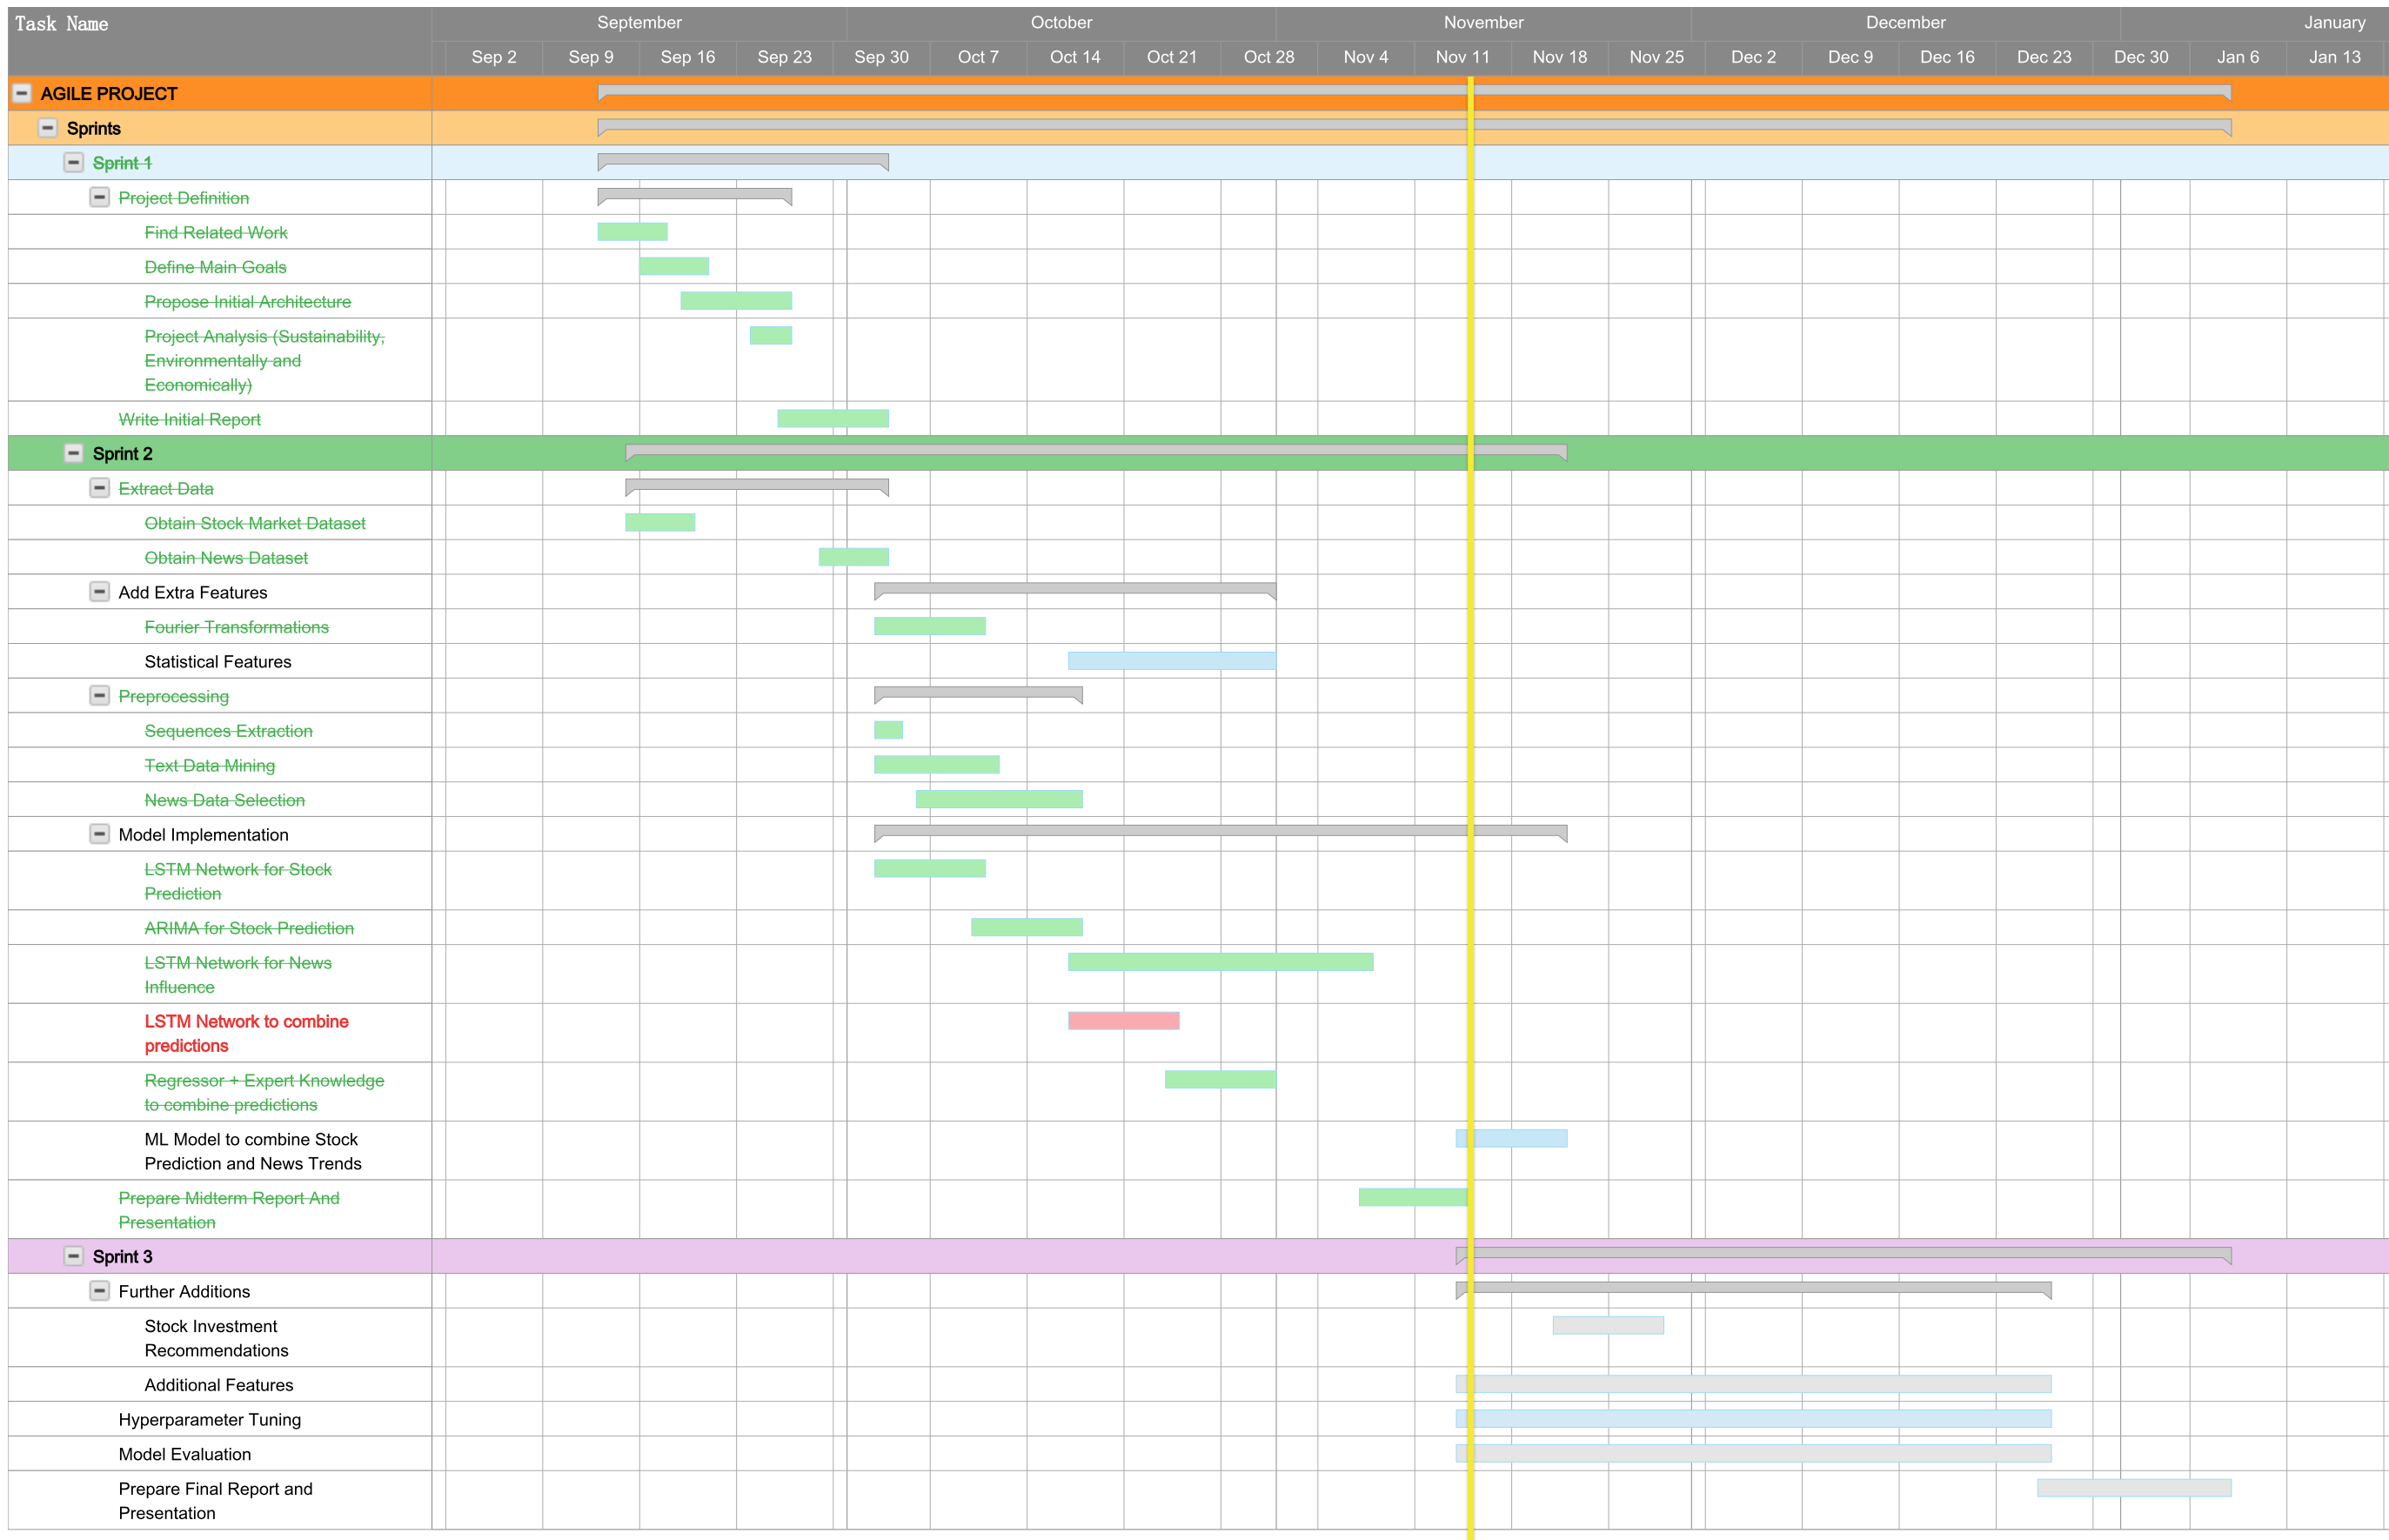 Task Name
September October November December January
Sep 2 Sep 9 Sep 16 Sep 23 Sep 30 Oct 7 Oct 14 Oct 21 Oct 28 Nov 4 Nov 11 Nov 18 Nov 25 Dec 2 Dec 9 Dec 16 Dec 23 Dec 30 Jan 6 Jan 13
AGILE PROJECT
Sprints
Sprint 1
Project Definition
Find Related Work
Define Main Goals
Propose Initial Architecture
Project Analysis (Sustainability,
Environmentally and
Economically)
Write Initial Report
Sprint 2
Extract Data
Obtain Stock Market Dataset
Obtain News Dataset
Add Extra Features
Fourier Transformations
Statistical Features
Preprocessing
Sequences Extraction
Text Data Mining
News Data Selection
Model Implementation
LSTM Network for Stock
Prediction
ARIMA for Stock Prediction
LSTM Network for News
Influence
LSTM Network to combine
predictions
Regressor + Expert Knowledge
to combine predictions
ML Model to combine Stock
Prediction and News Trends
Prepare Midterm Report And
Presentation
Sprint 3
Further Additions
Stock Investment
Recommendations
Additional Features
Hyperparameter Tuning
Model Evaluation
Prepare Final Report and
Presentation